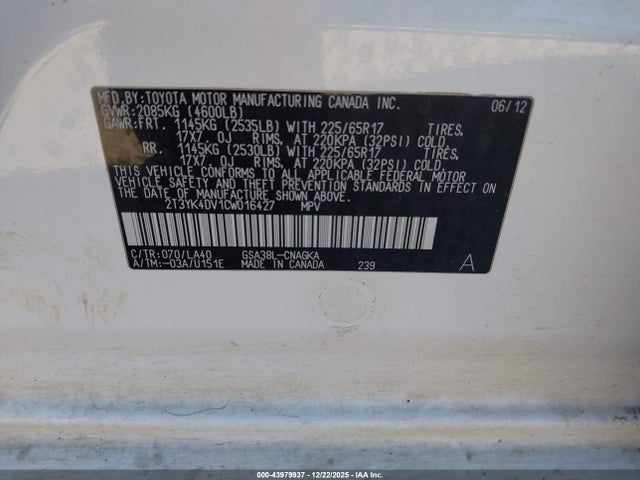 MFD.BY:TOYOTA MOTOR MANUFACTURING CANADA INC. 06/12
GVWR:2085KG (4600LB)
GAWR:FRT. 1145KG (2535LB) WITH 225/65R17 TIRES,
17X7.0J RIMS, AT 220KPA (32PSI) COLD.
RR. 1145KG (2530LB) WITH 225/65R17 TIRES,
17X7.0J RIMS, AT 220KPA (32PSI) COLD.
THIS VEHICLE CONFORMS TO ALL APPLICABLE FEDERAL MOTOR
VEHICLE SAFETY AND THEFT PREVENTION STANDARDS IN
EFFECT ON THE DATE OF MANUFACTURE SHOWN ABOVE.
2T3YK4DV1CW016427 MPV
C/TR:070/LA40 GSA38L-CNAGKA
A/TM:-03A/U151E MADE IN CANADA 239 A
000-43979937 - 12/22/2025 - IAAI.COM